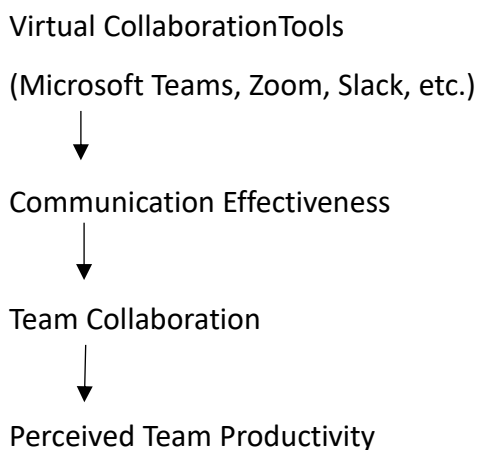 Virtual CollaborationTools
(Microsoft Teams, Zoom, Slack, etc.)
Communication Effectiveness
Team Collaboration
Perceived Team Productivity